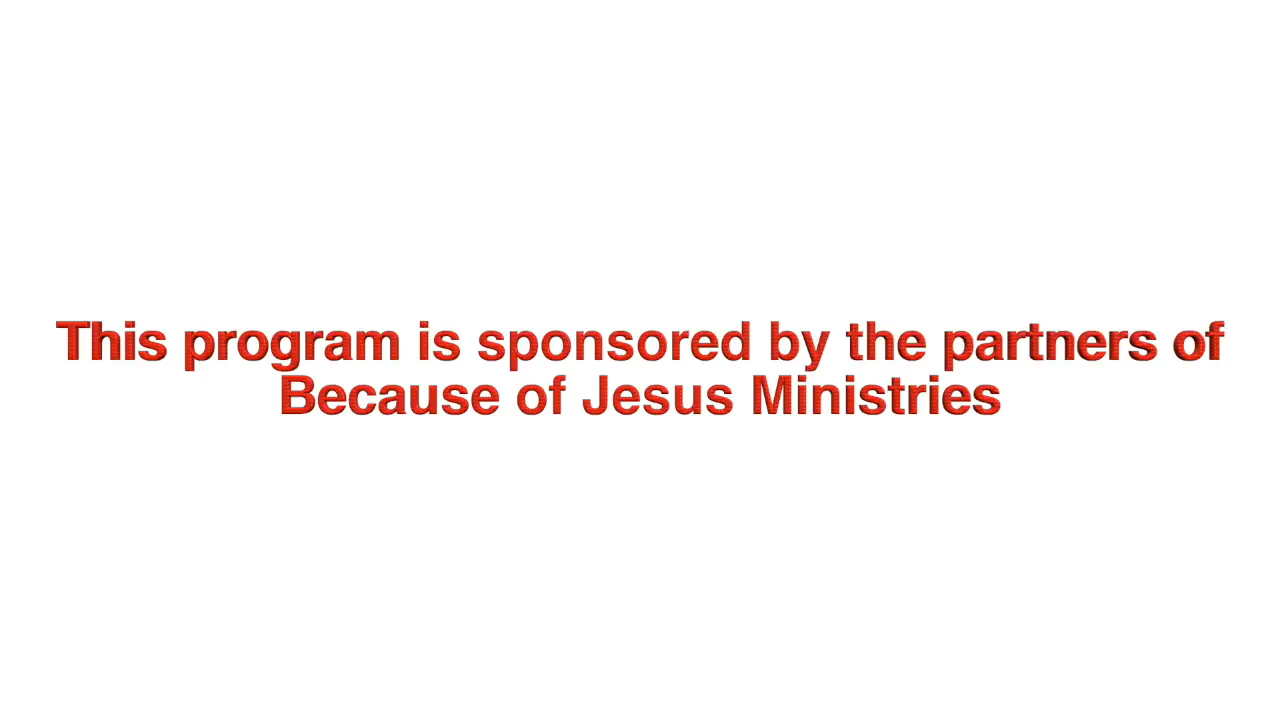 This program is sponsored by the partners of
Because of Jesus Ministries